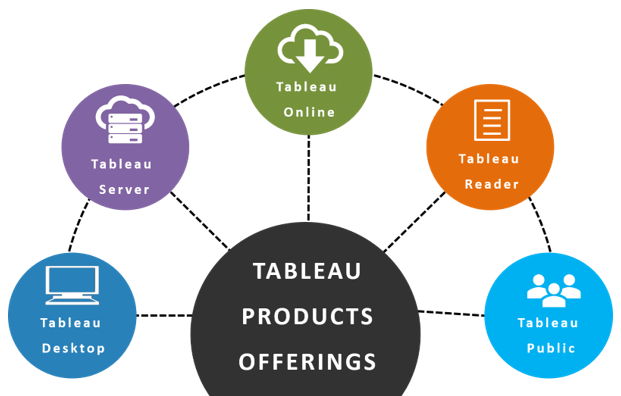 Tableau
Online
Tableau
Server
Tableau
Reader
TABLEAU
PRODUCTS
OFFERINGS
Tableau
Desktop
Tableau
Public